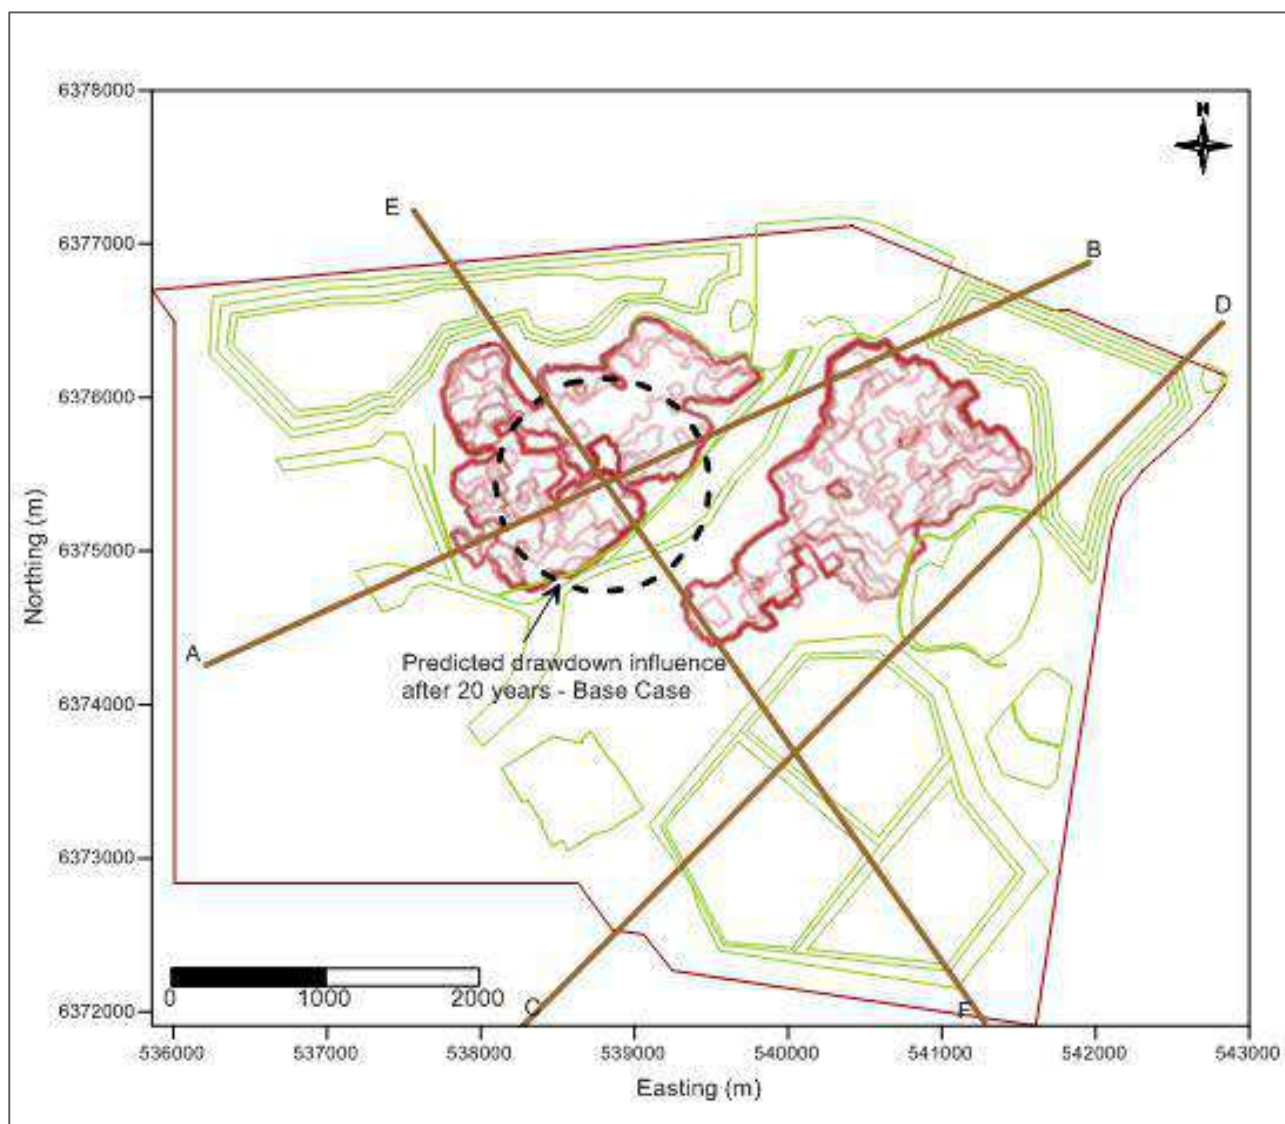 N
6378000
E
6377000
B
D
6376000
6375000
Northing (m)
A
Predicted drawdown influence
after 20 years - Base Case
6374000
6373000
0
1000
2000
C
F
6372000
536000
537000
538000
539000
540000
541000
542000
543000
Easting (m)